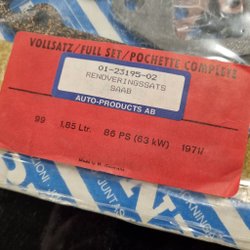 VOLLSATZ/FULL SET/POCHETTE COMPLETE
01-23195-02
RENOVERINGSSATS
SAAB
AUTO-PRODUCTS AB
99 1,85 Ltr. 86 PS (63 kW) 1971/
JUNTAS